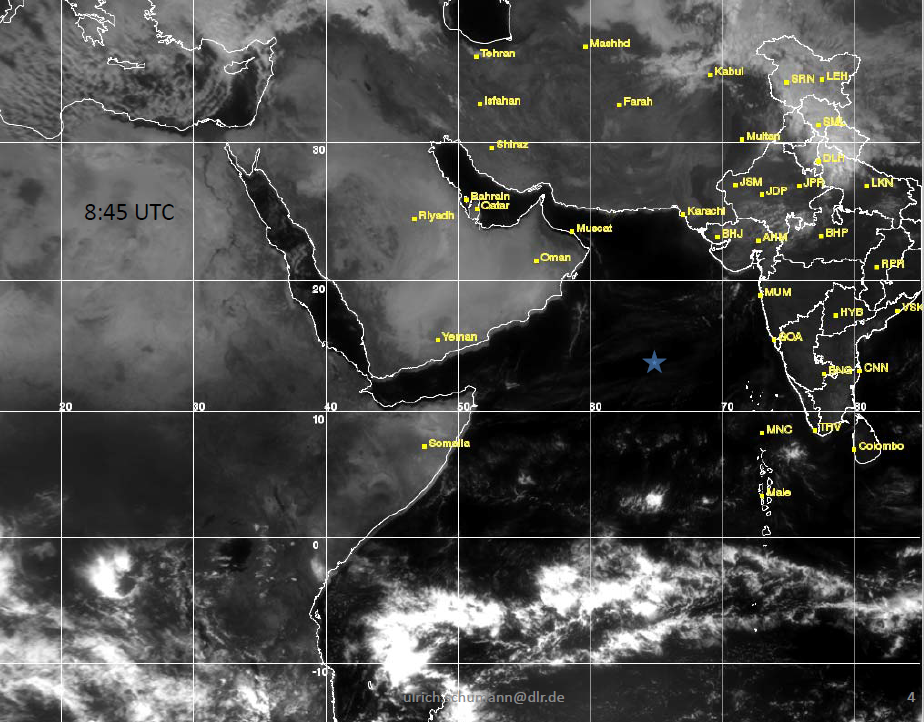 Tehran
Mashhd
Kabul
SRN
LEH
Isfahan
Farah
SML
Multan
30
Shiraz
DLH
JSM
JDP
JPR
LKN
8:45 UTC
Bahrain
Qatar
Riyadh
Karachi
Muscat
BHJ
AHM
BHP
Oman
RPR
20
MUM
HYB
VSK
Yeman
GOA
BNG
CNN
20
30
40
50
60
70
80
10
MNC
THV
Somalia
Colombo
Male
0
-10
ulrich.schumann@dlr.de
4